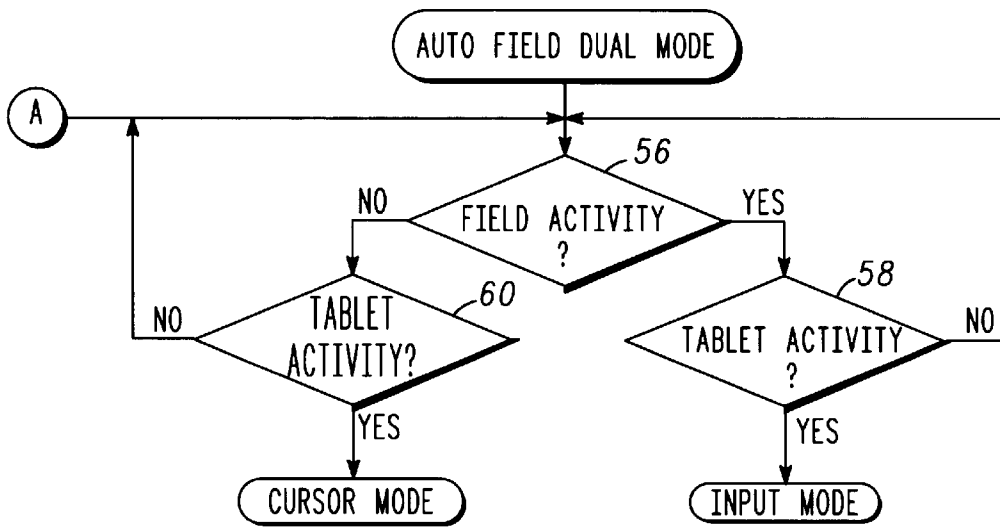 AUTO FIELD DUAL MODE
A
56
NO
FIELD ACTIVITY
?
YES
60
58
NO
TABLET
ACTIVITY?
TABLET ACTIVITY
?
NO
YES
YES
CURSOR MODE
INPUT MODE